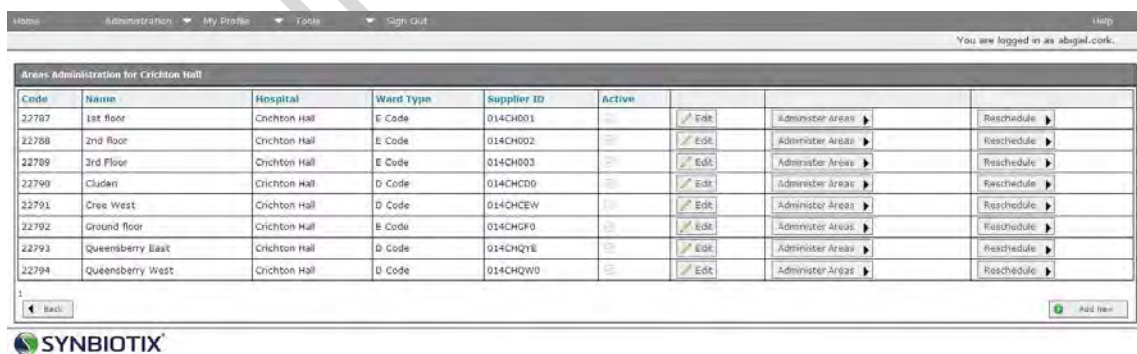 Home Administration My Profile Tools Sign Out Help
You are logged in as abigail.cork.
Areas Administration for Crichton Hall
Code Name Hospital Ward Type Supplier ID Active
22787 1st floor Crichton Hall E Code 014CH001 Edit Administer Areas Reschedule
22788 2nd floor Crichton Hall E Code 014CH002 Edit Administer Areas Reschedule
22789 3rd Floor Crichton Hall E Code 014CH003 Edit Administer Areas Reschedule
22790 Cluden Crichton Hall D Code 014CHCD0 Edit Administer Areas Reschedule
22791 Cree West Crichton Hall D Code 014CHCEW Edit Administer Areas Reschedule
22792 Ground floor Crichton Hall E Code 014CHGF0 Edit Administer Areas Reschedule
22793 Queensberry East Crichton Hall D Code 014CHQYE Edit Administer Areas Reschedule
22794 Queensberry West Crichton Hall D Code 014CHQW0 Edit Administer Areas Reschedule
1
Back Add New
SYNBIOTIX